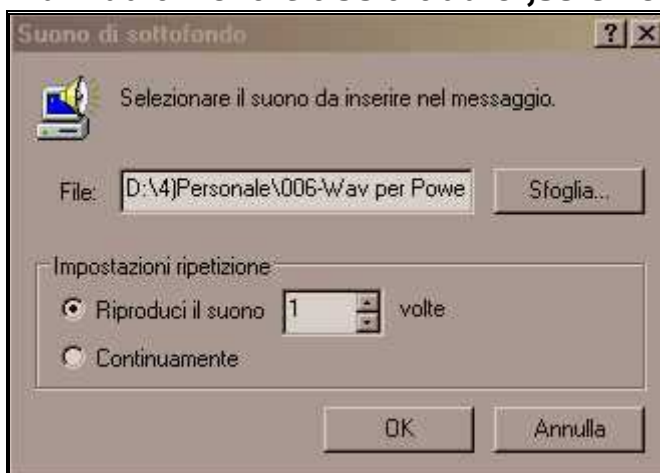 Suono di sottofondo
Selezionare il suono da inserire nel messaggio.
File: D:\4)Personale\006-Wav per Powe Sfoglia...
Impostazioni ripetizione
Riproduci il suono 1 volte
Continuamente
OK Annulla